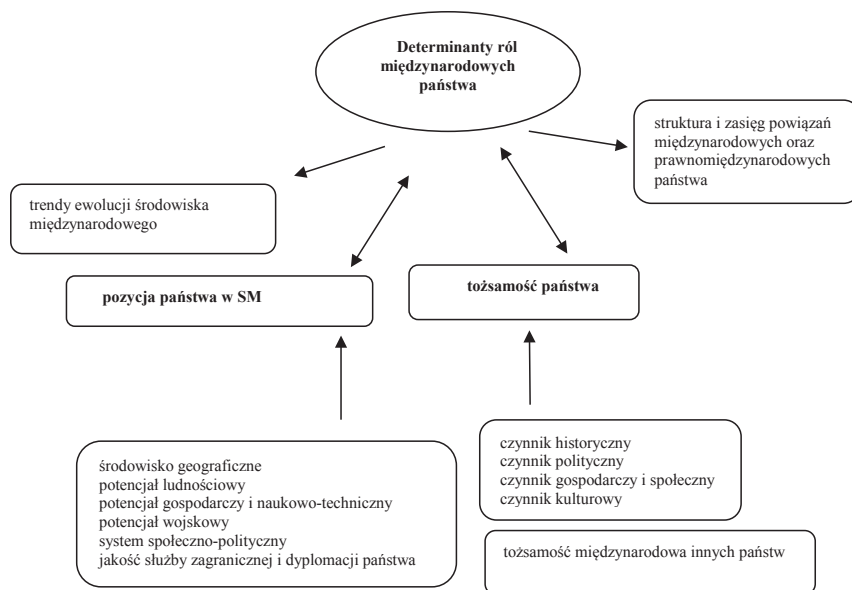 Determinanty ról
międzynarodowych
państwa
struktura i zasięg powiązań
międzynarodowych oraz
prawnomiędzynarodowych
państwa
trendy ewolucji środowiska
międzynarodowego
pozycja państwa w SM
tożsamość państwa
środowisko geograficzne
potencjał ludnościowy
potencjał gospodarczy i naukowo-techniczny
potencjał wojskowy
system społeczno-polityczny
jakość służby zagranicznej i dyplomacji państwa
czynnik historyczny
czynnik polityczny
czynnik gospodarczy i społeczny
czynnik kulturowy
tożsamość międzynarodowa innych państw